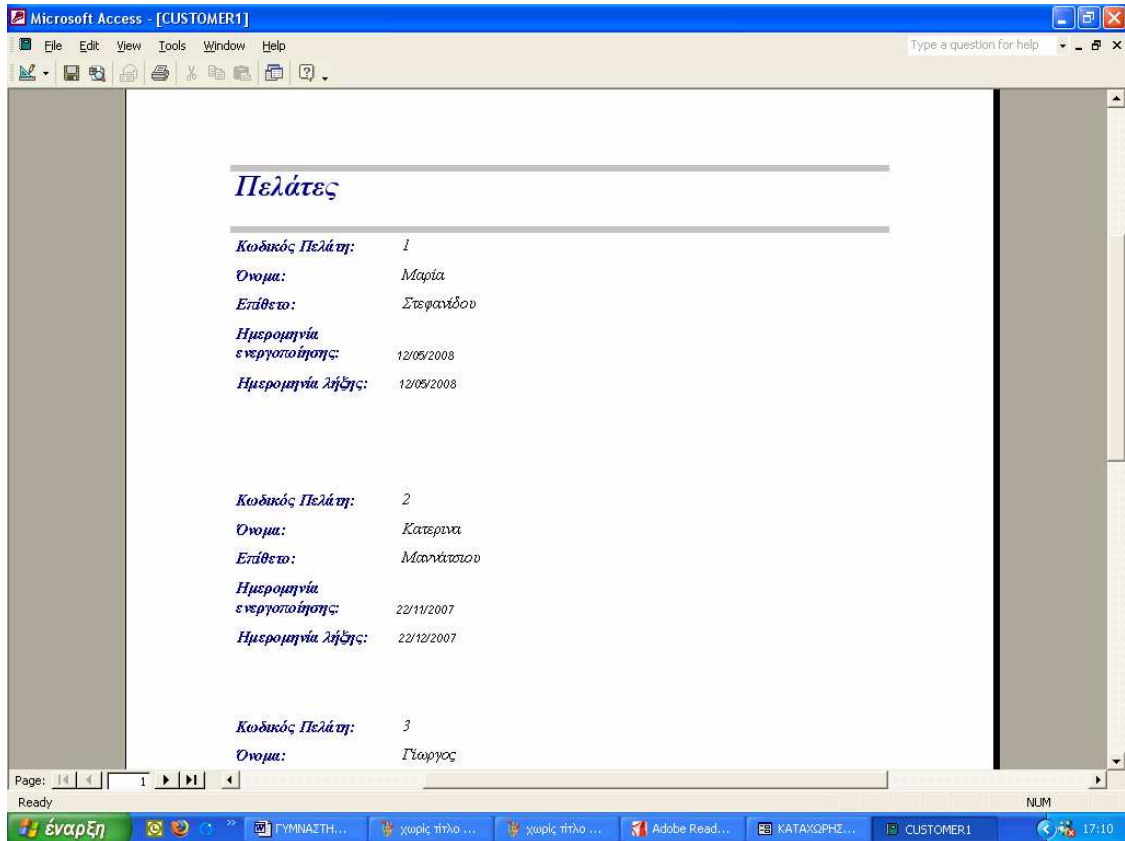 Microsoft Access - [CUSTOMER1]
File Edit View Tools Window Help Type a question for help
Πελάτες
Κωδικός Πελάτη: 1
Όνομα: Μαρία
Επίθετο: Στεφανίδου
Ημερομηνία
ενεργοποίησης: 12/05/2008
Ημερομηνία λήξης: 12/05/2008
Κωδικός Πελάτη: 2
Όνομα: Κατερινα
Επίθετο: Μαννάτσιου
Ημερομηνία
ενεργοποίησης: 22/11/2007
Ημερομηνία λήξης: 22/12/2007
Κωδικός Πελάτη: 3
Όνομα: Γίωργος
Page: 1
Ready NUM
έναρξη ΓΥΜΝΑΣΤΗ... χωρίς τίτλο ... χωρίς τίτλο ... Adobe Read... ΚΑΤΑΧΩΡΗΣ... CUSTOMER1 17:10